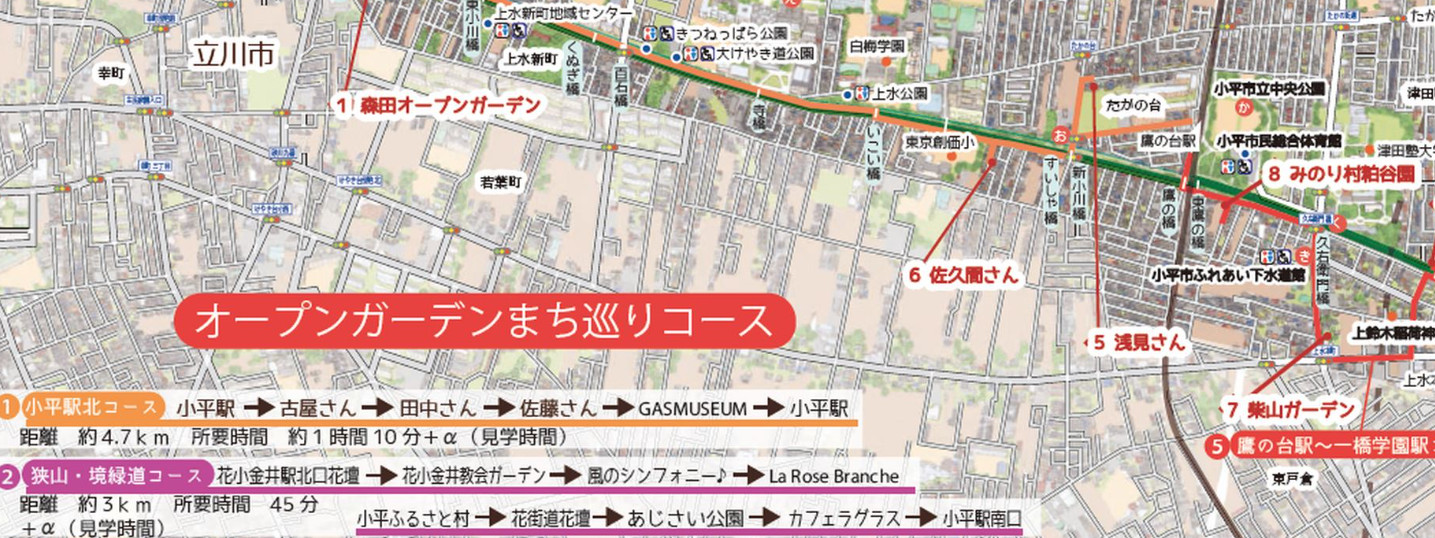 東小川橋
上水新町地域センター
きつねっぱら公園
大けやき道公園
白梅学園
立川市
幸町
上水新町
くぬぎ橋
百石橋
寺橋
いこい橋
上水公園
1 森田オープンガーデン
若葉町
東京創価小
お
たかの台
たかの台
鷹の台駅
すいしゃ橋
新小川橋
鷹の橋
東鷹の橋
小平市立中央公園
か
小平市民総合体育館
津田
津田塾大
8 みのり村粕谷園
く
き
久右衛門橋
小平市ふれあい下水道館
6 佐久間さん
5 浅見さん
上鈴木稲荷神
上水本
7 柴山ガーデン
5 鷹の台駅〜一橋学園駅
東戸倉
オープンガーデンまち巡りコース
1 小平駅北コース 小平駅 → 古屋さん → 田中さん → 佐藤さん → GASMUSEUM → 小平駅
距離 約4.7km 所要時間 約1時間10分+α(見学時間)
2 狭山・境緑道コース 花小金井駅北口花壇 → 花小金井教会ガーデン → 風のシンフォニー♪ → La Rose Branche
距離 約3km 所要時間 45分
+α(見学時間)
小平ふるさと村 → 花街道花壇 → あじさい公園 → カフェラグラス → 小平駅南口